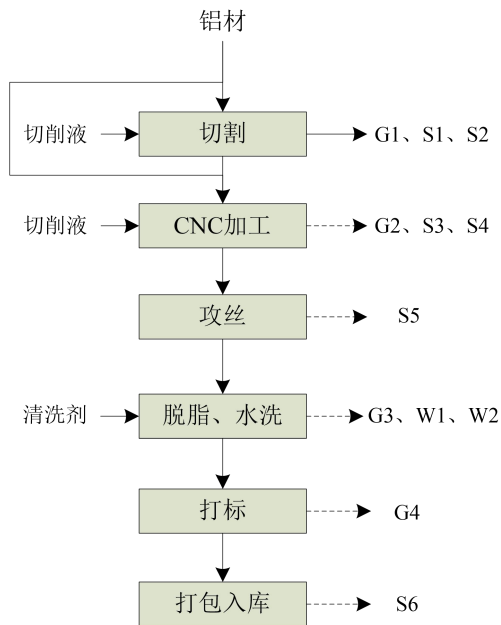 铝材
切削液 切割 G1、S1、S2
切削液 CNC加工 G2、S3、S4
攻丝 S5
清洗剂 脱脂、水洗 G3、W1、W2
打标 G4
打包入库 S6